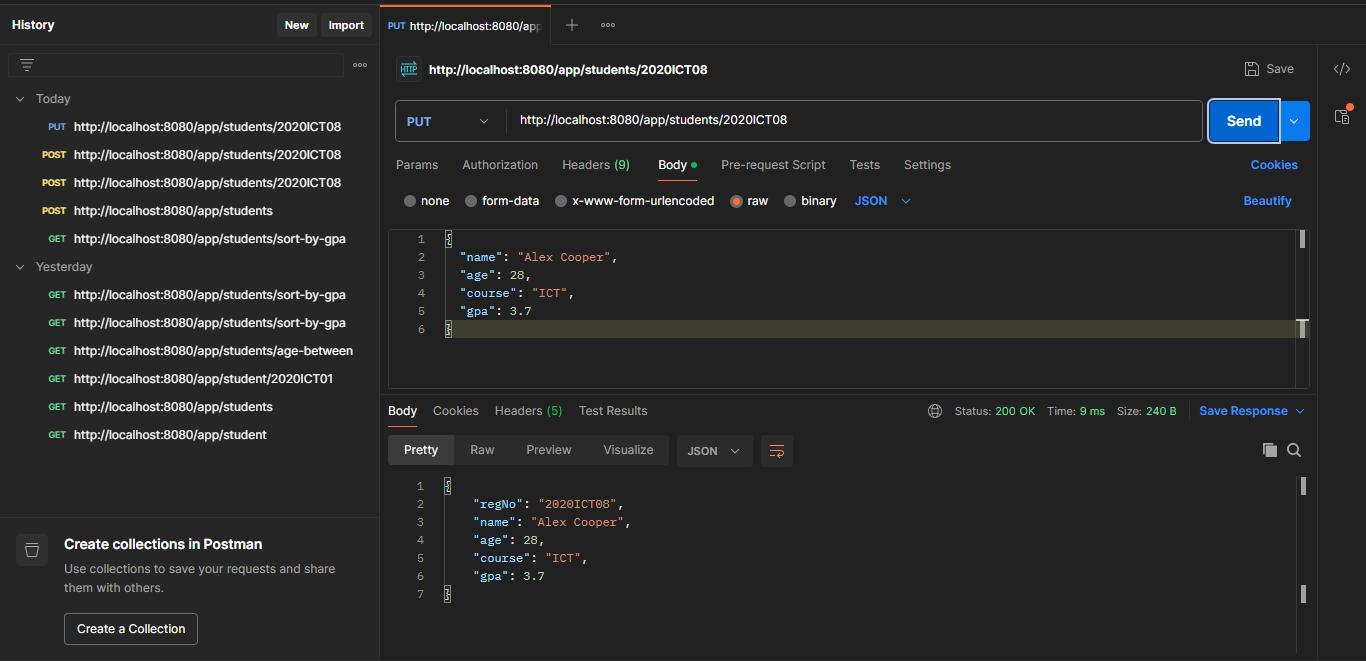 History
New
Import
Today
PUT http://localhost:8080/app/students/2020ICT08
POST http://localhost:8080/app/students/2020ICT08
POST http://localhost:8080/app/students/2020ICT08
POST http://localhost:8080/app/students
GET http://localhost:8080/app/students/sort-by-gpa
Yesterday
GET http://localhost:8080/app/students/sort-by-gpa
GET http://localhost:8080/app/students/sort-by-gpa
GET http://localhost:8080/app/students/age-between
GET http://localhost:8080/app/student/2020ICT01
GET http://localhost:8080/app/students
GET http://localhost:8080/app/student
Create collections in Postman
Use collections to save your requests and share
them with others.
Create a Collection
PUT http://localhost:8080/app
HTTP http://localhost:8080/app/students/2020ICT08
Save
PUT http://localhost:8080/app/students/2020ICT08
Send
Params Authorization Headers (9) Body Pre-request Script Tests Settings Cookies
none form-data x-www-form-urlencoded raw binary JSON Beautify
1 {
2 "name": "Alex Cooper",
3 "age": 28,
4 "course": "ICT",
5 "gpa": 3.7
6 }
Body Cookies Headers (5) Test Results Status: 200 OK Time: 9 ms Size: 240 B Save Response
Pretty Raw Preview Visualize JSON
1 {
2 "regNo": "2020ICT08",
3 "name": "Alex Cooper",
4 "age": 28,
5 "course": "ICT",
6 "gpa": 3.7
7 }